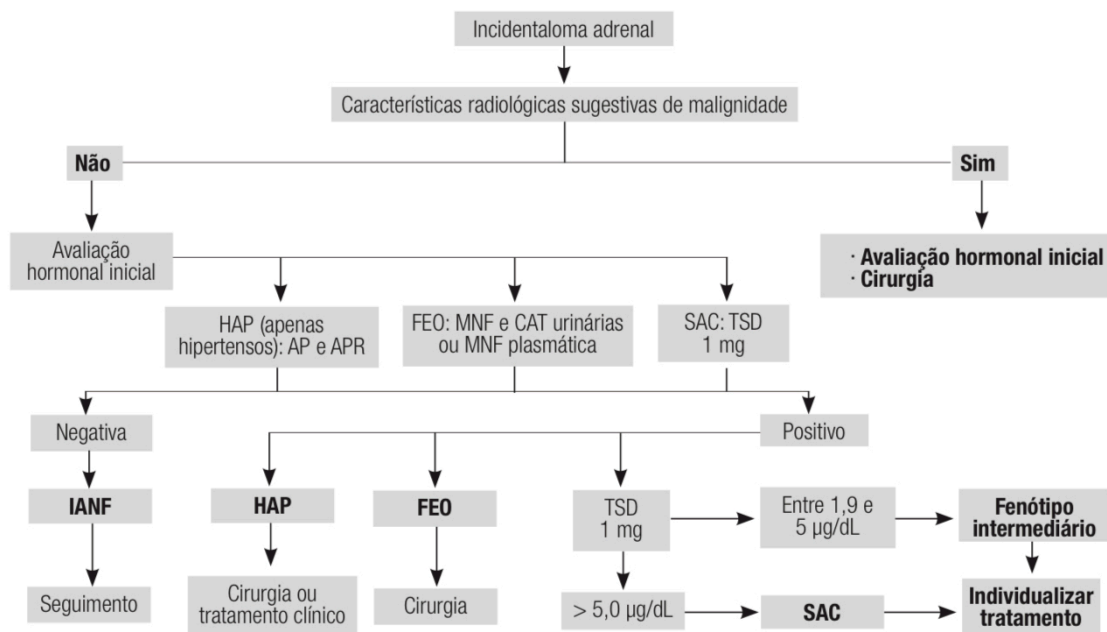 Incidentaloma adrenal
Características radiológicas sugestivas de malignidade
Não
Sim
Avaliação
hormonal inicial
· Avaliação hormonal inicial
· Cirurgia
HAP (apenas
hipertensos): AP e APR
FEO: MNF e CAT urinárias
ou MNF plasmática
SAC: TSD
1 mg
Negativa
Positivo
IANF
HAP
FEO
TSD
1 mg
Entre 1,9 e
5 µg/dL
Fenótipo
intermediário
Seguimento
Cirurgia ou
tratamento clínico
Cirurgia
> 5,0 µg/dL
SAC
Individualizar
tratamento